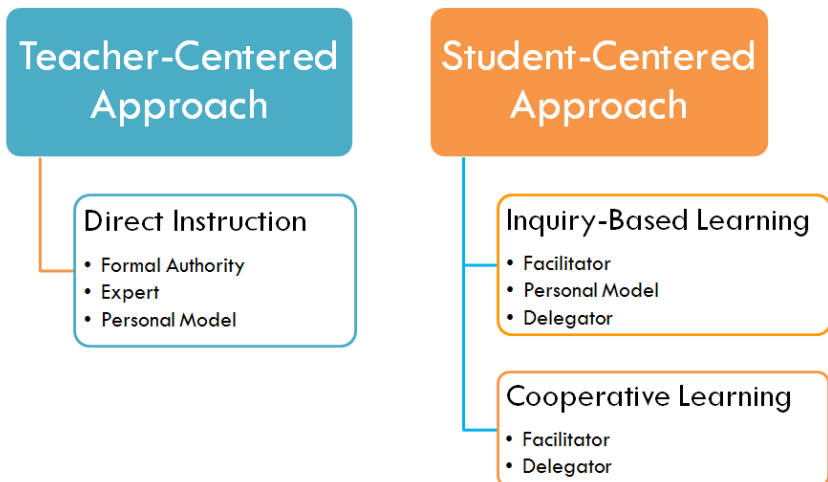 Teacher-Centered
Approach
Direct Instruction
• Formal Authority
• Expert
• Personal Model
Student-Centered
Approach
Inquiry-Based Learning
• Facilitator
• Personal Model
• Delegator
Cooperative Learning
• Facilitator
• Delegator